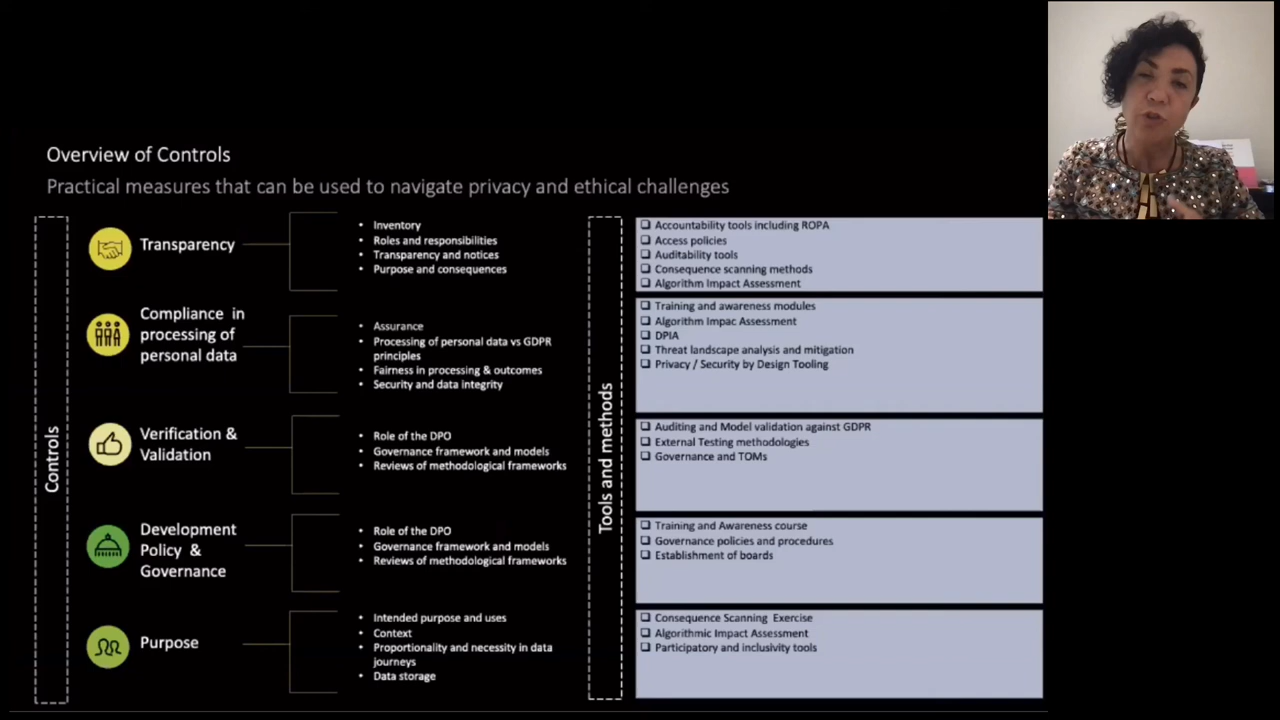 Overview of Controls
Practical measures that can be used to navigate privacy and ethical challenges
Controls
Transparency
Inventory
Roles and responsibilities
Transparency and notices
Purpose and consequences
Compliance in
processing of
personal data
Assurance
Processing of personal data vs GDPR
principles
Fairness in processing & outcomes
Security and data integrity
Verification &
Validation
Role of the DPO
Governance framework and models
Reviews of methodological frameworks
Development
Policy &
Governance
Role of the DPO
Governance framework and models
Reviews of methodological frameworks
Purpose
Intended purpose and uses
Context
Proportionality and necessity in data
journeys
Data storage
Tools and methods
Accountability tools including ROPA
Access policies
Auditability tools
Consequence scanning methods
Algorithm Impact Assessment
Training and awareness modules
Algorithm Impac Assessment
DPIA
Threat landscape analysis and mitigation
Privacy / Security by Design Tooling
Auditing and Model validation against GDPR
External Testing methodologies
Governance and TOMs
Training and Awareness course
Governance policies and procedures
Establishment of boards
Consequence Scanning Exercise
Algorithmic Impact Assessment
Participatory and inclusivity tools